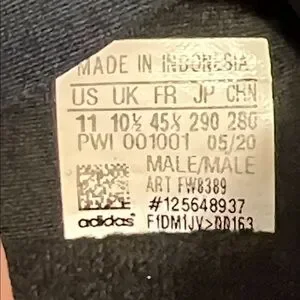 MADE IN INDONESIA
US UK FR JP CHN
11 10½ 45⅓ 290 280
PWI 001001 05/20
MALE/MALE
ART FW8389
#125648937
adidas F1DM1JV>00163